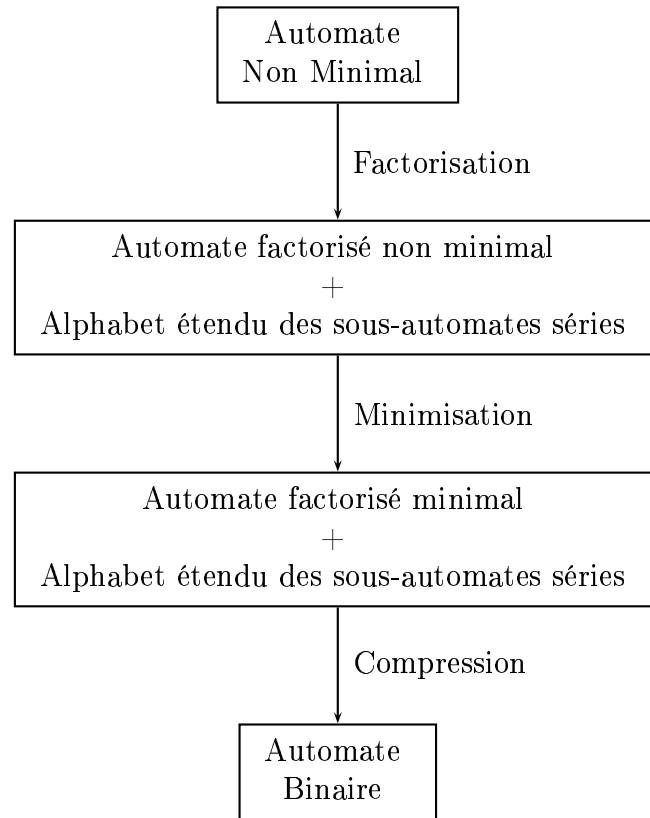 Automate
Non Minimal
Factorisation
Automate factorisé non minimal
+
Alphabet étendu des sous-automates séries
Minimisation
Automate factorisé minimal
+
Alphabet étendu des sous-automates séries
Compression
Automate
Binaire